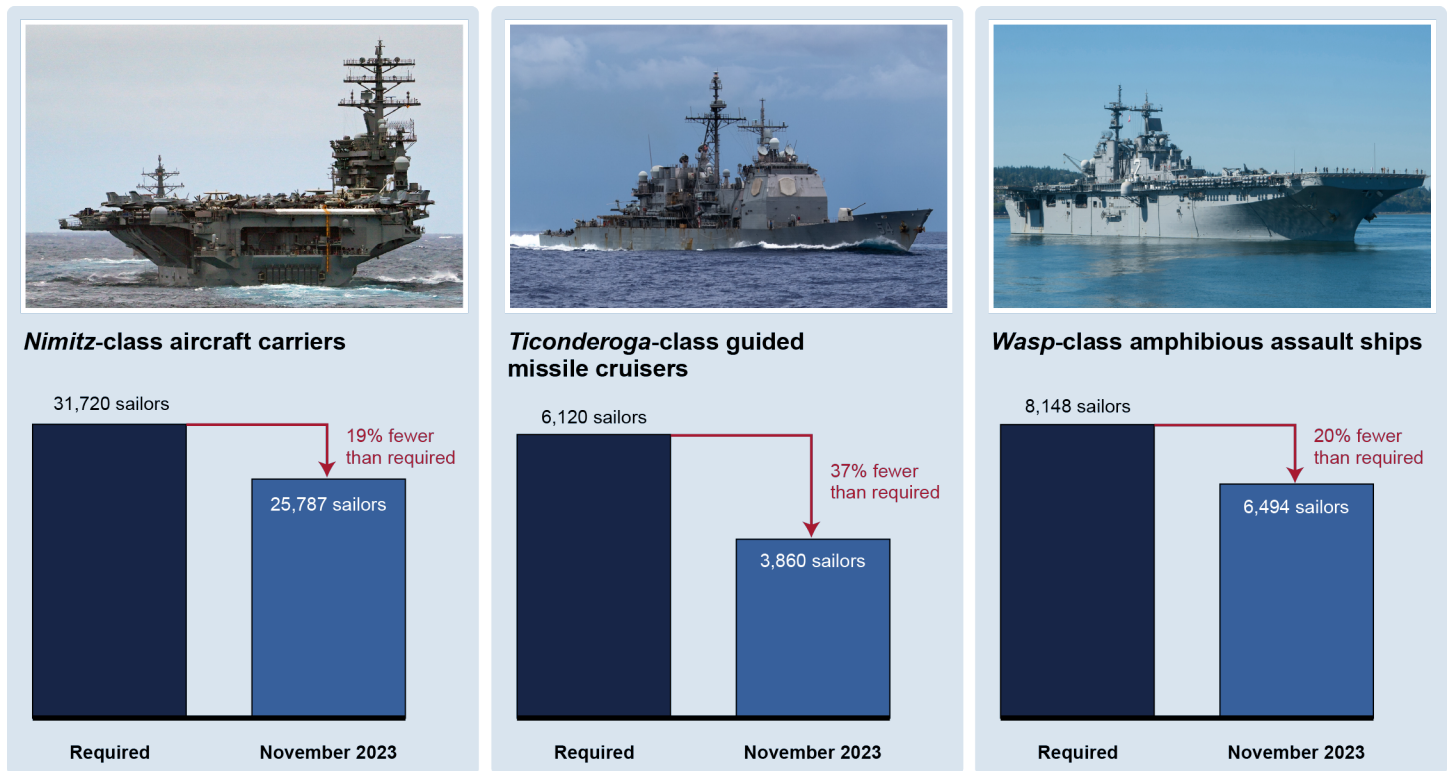 Nimitz-class aircraft carriers
31,720 sailors
19% fewer
than required
25,787 sailors
Required
November 2023
Ticonderoga-class guided
missile cruisers
6,120 sailors
37% fewer
than required
3,860 sailors
Required
November 2023
Wasp-class amphibious assault ships
8,148 sailors
20% fewer
than required
6,494 sailors
Required
November 2023